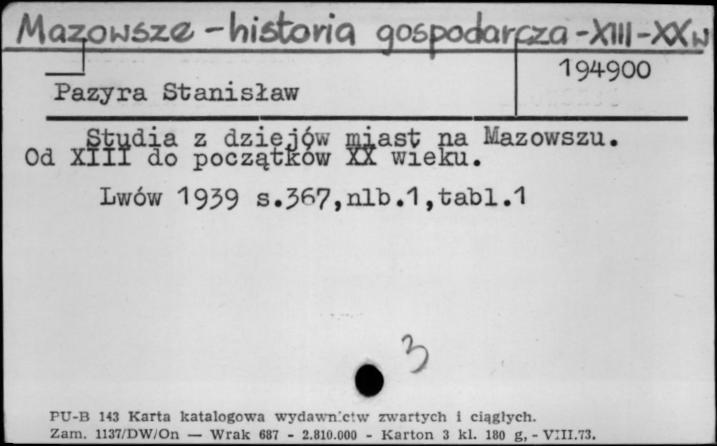 Mazowsze - historia gospodarcza - XIII - XX w
194900
Pazyra Stanisław
Studia z dziejów miast na Mazowszu.
Od XIII do początków XX wieku.
Lwów 1939 s.367,nlb.1,tabl.1
3
PU-B 143 Karta katalogowa wydawnictw zwartych i ciągłych.
Zam. 1137/DW/On — Wrak 687 - 2.810.000 - Karton 3 kl. 180 g, - VIII.73.